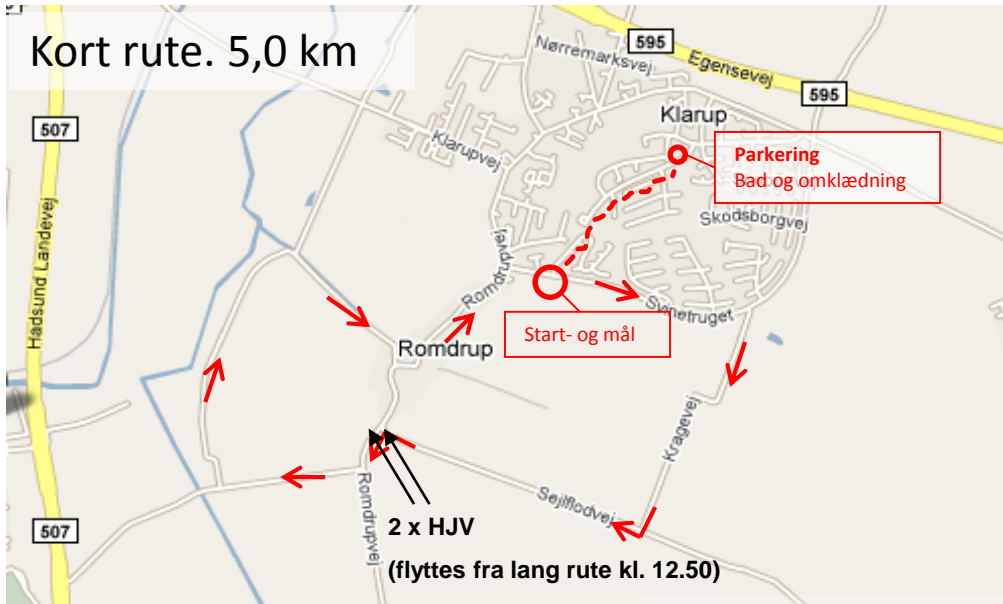 Kort rute. 5,0 km
595
Nørremarksvej
Egensevej
595
Klarup
507
Klarupvej
Parkering
Bad og omklædning
Skodsborgvej
Hadsund Landevej
Romdrupvej
Svinetruget
Start- og mål
Romdrup
Kragevej
Romdrupvej
Sejlflodvej
507
2 x HJV
(flyttes fra lang rute kl. 12.50)